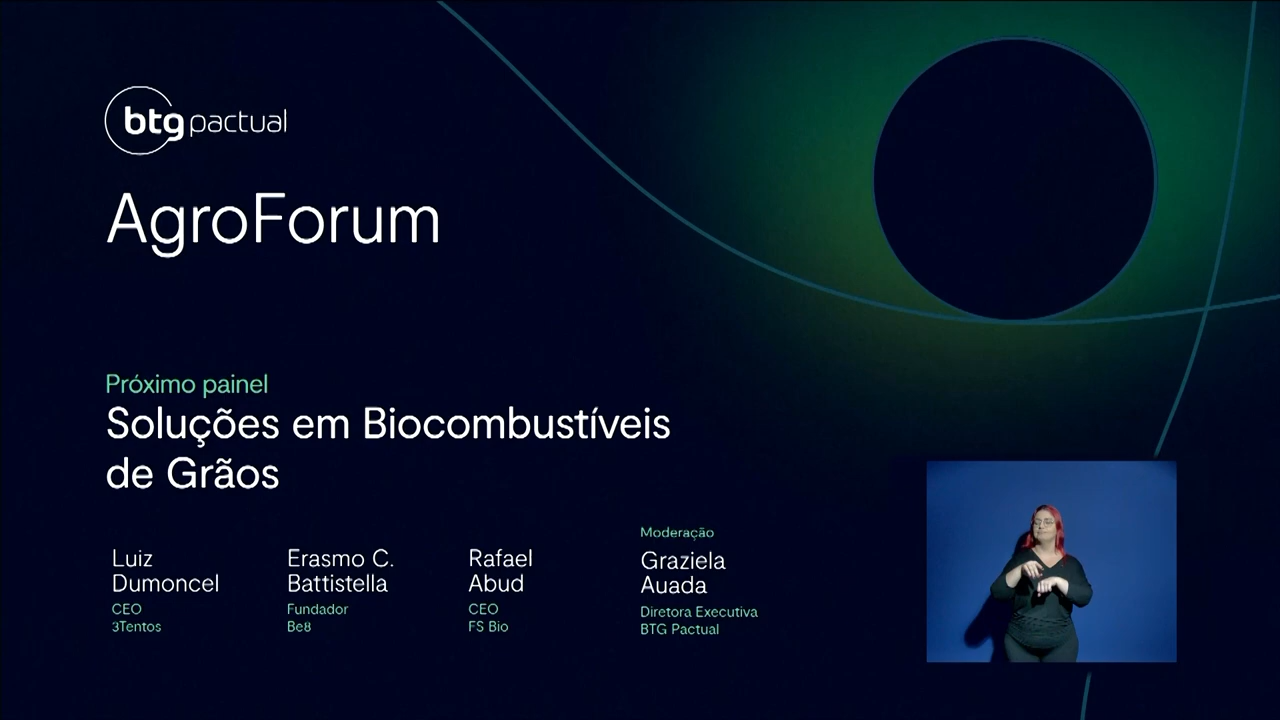 btg pactual
AgroForum
Próximo painel
Soluções em Biocombustíveis
de Grãos
Luiz
Dumoncel
CEO
3Tentos
Erasmo C.
Battistella
Fundador
Be8
Rafael
Abud
CEO
FS Bio
Moderação
Graziela
Auada
Diretora Executiva
BTG Pactual